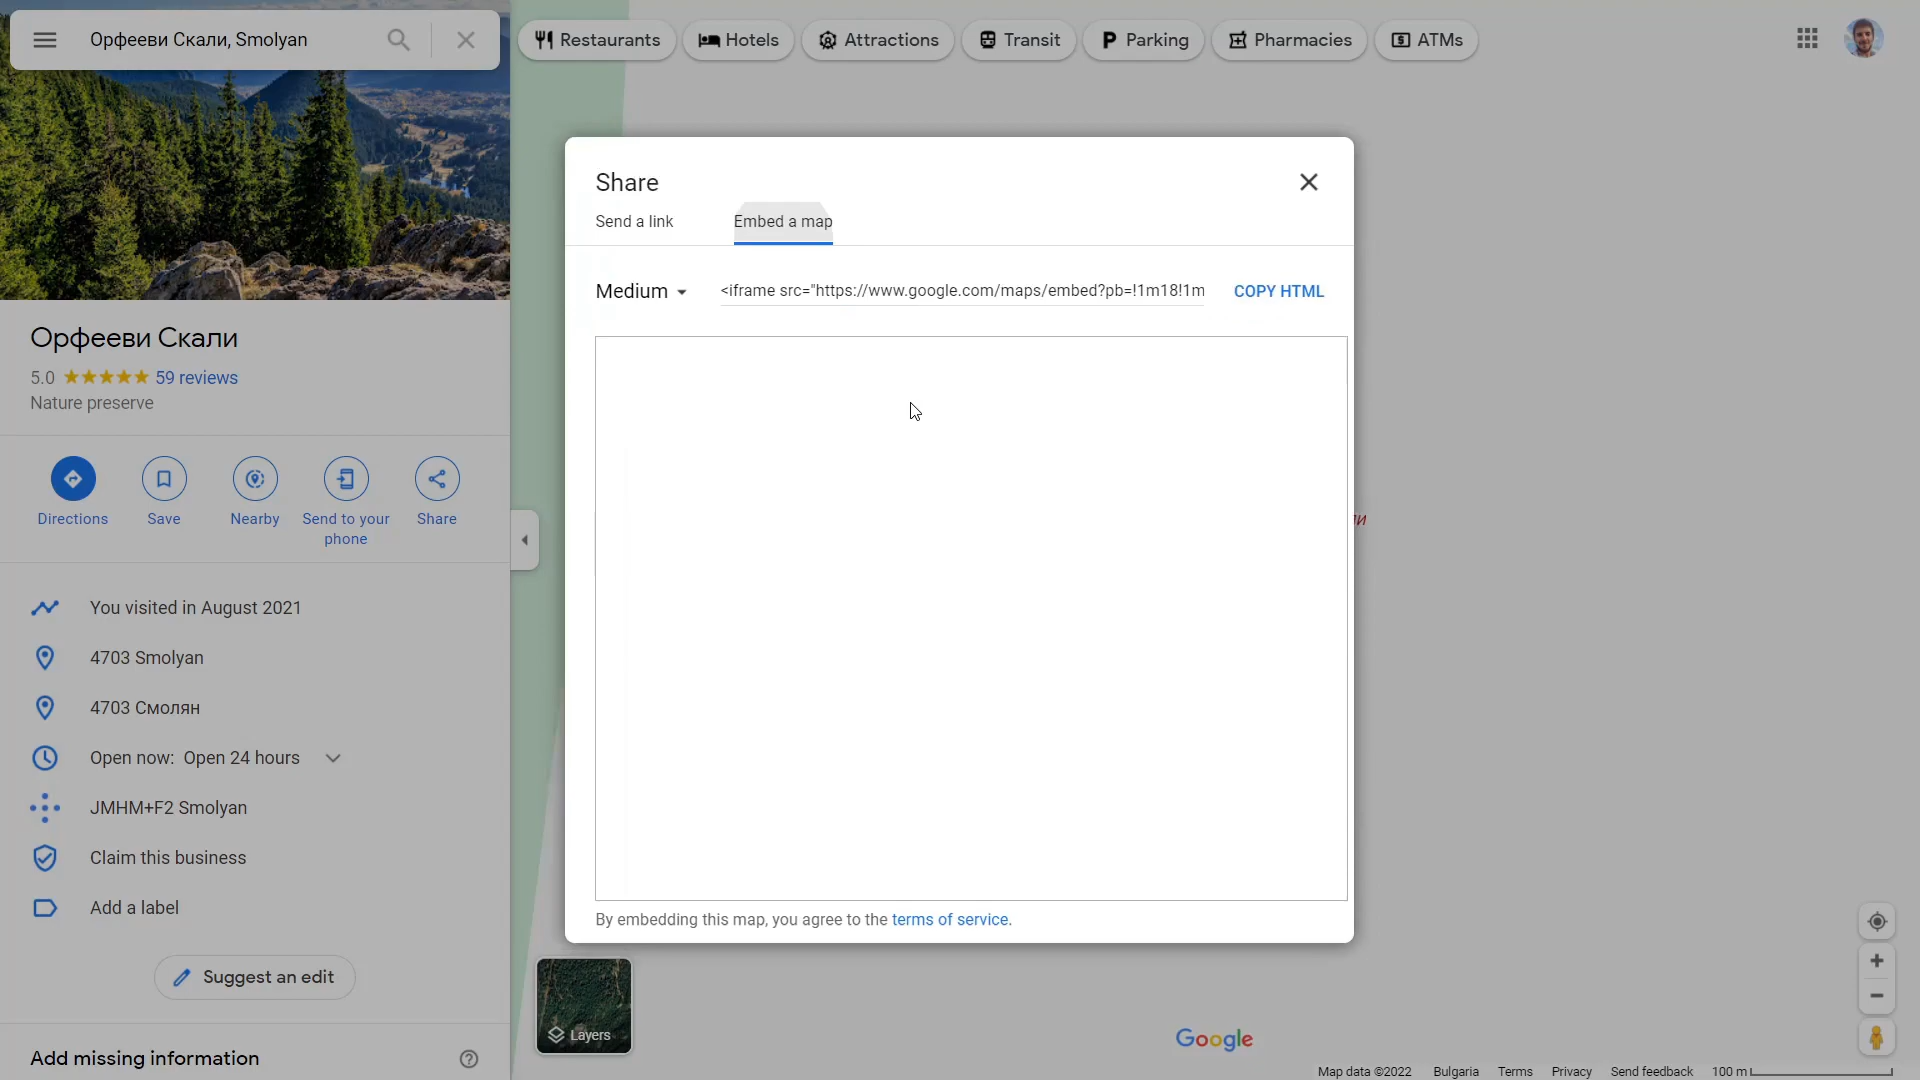 Орфееви Скали, Smolyan
Restaurants
Hotels
Attractions
Transit
Parking
Pharmacies
ATMs
Share
Send a link
Embed a map
Medium
<iframe src="https://www.google.com/maps/embed?pb=!1m18!1m
COPY HTML
By embedding this map, you agree to the terms of service.
Орфееви Скали
5.0
59 reviews
Nature preserve
Directions
Save
Nearby
Send to your
phone
Share
You visited in August 2021
4703 Smolyan
4703 Смолян
Open now: Open 24 hours
JMHM+F2 Smolyan
Claim this business
Add a label
Suggest an edit
Add missing information
Layers
Google
Map data ©2022
Bulgaria
Terms
Privacy
Send feedback
100 m